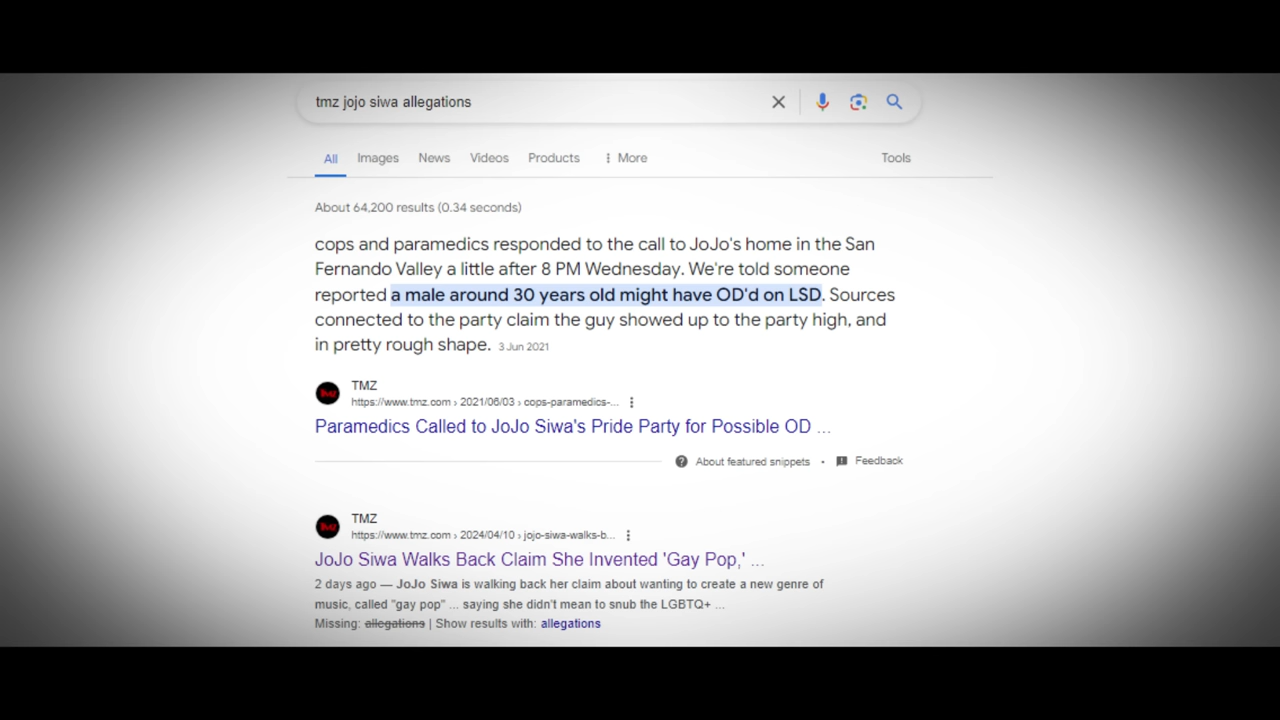 tmz jojo siwa allegations
All Images News Videos Products More Tools
About 64,200 results (0.34 seconds)
cops and paramedics responded to the call to JoJo's home in the San
Fernando Valley a little after 8 PM Wednesday. We're told someone
reported a male around 30 years old might have OD'd on LSD. Sources
connected to the party claim the guy showed up to the party high, and
in pretty rough shape. 3 Jun 2021
TMZ
https://www.tmz.com › 2021/06/03 › cops-paramedics-...
Paramedics Called to JoJo Siwa's Pride Party for Possible OD ...
About featured snippets • Feedback
TMZ
https://www.tmz.com › 2024/04/10 › jojo-siwa-walks-b...
JoJo Siwa Walks Back Claim She Invented 'Gay Pop,' ...
2 days ago — JoJo Siwa is walking back her claim about wanting to create a new genre of
music, called "gay pop" ... saying she didn't mean to snub the LGBTQ+ ...
Missing: allegations | Show results with: allegations